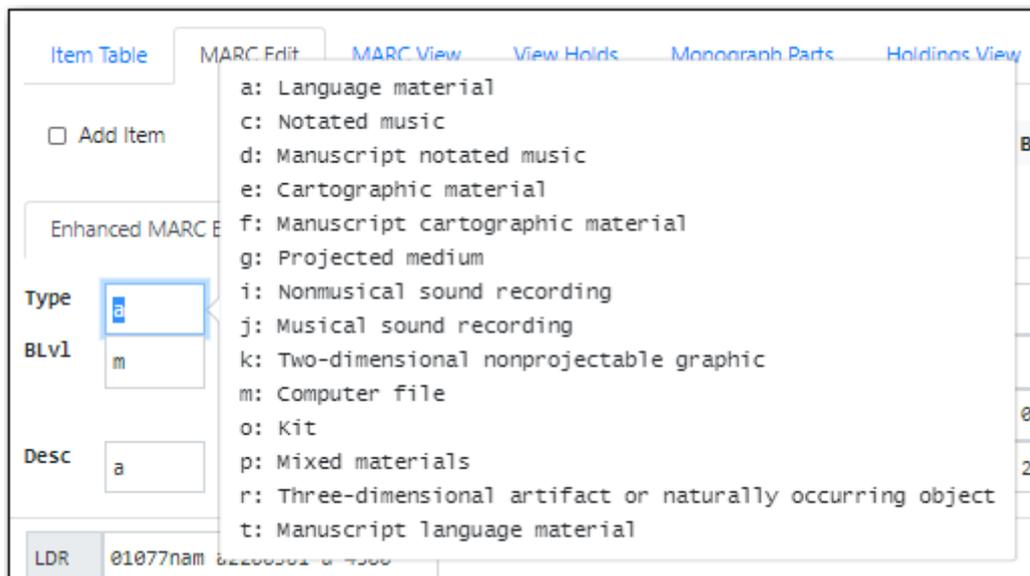 Item Table MARC Edit MARC View View Holds Monograph Parts Holdings View
Add Item
B
Enhanced MARC E
Type a
BLvl m
Desc a
0
2
LDR 01077nam
a: Language material
c: Notated music
d: Manuscript notated music
e: Cartographic material
f: Manuscript cartographic material
g: Projected medium
i: Nonmusical sound recording
j: Musical sound recording
k: Two-dimensional nonprojectable graphic
m: Computer file
o: Kit
p: Mixed materials
r: Three-dimensional artifact or naturally occurring object
t: Manuscript language material